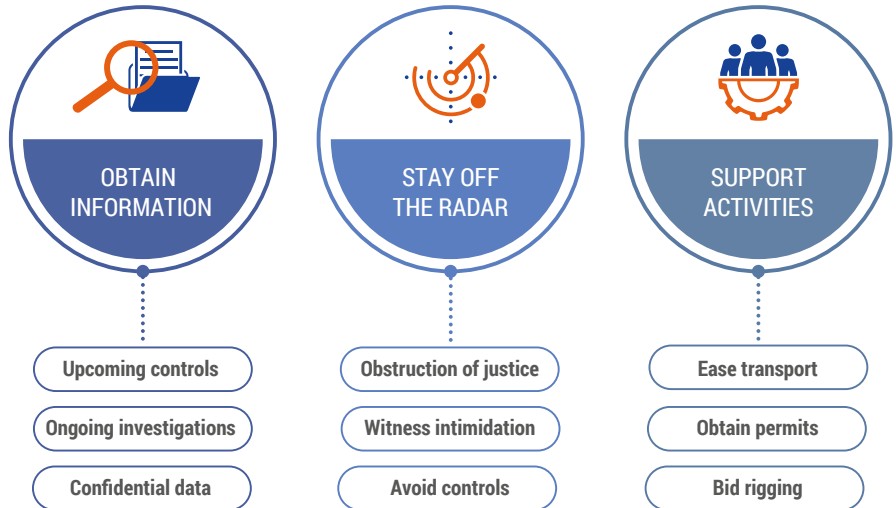 OBTAIN
INFORMATION
Upcoming controls
Ongoing investigations
Confidential data
STAY OFF
THE RADAR
Obstruction of justice
Witness intimidation
Avoid controls
SUPPORT
ACTIVITIES
Ease transport
Obtain permits
Bid rigging